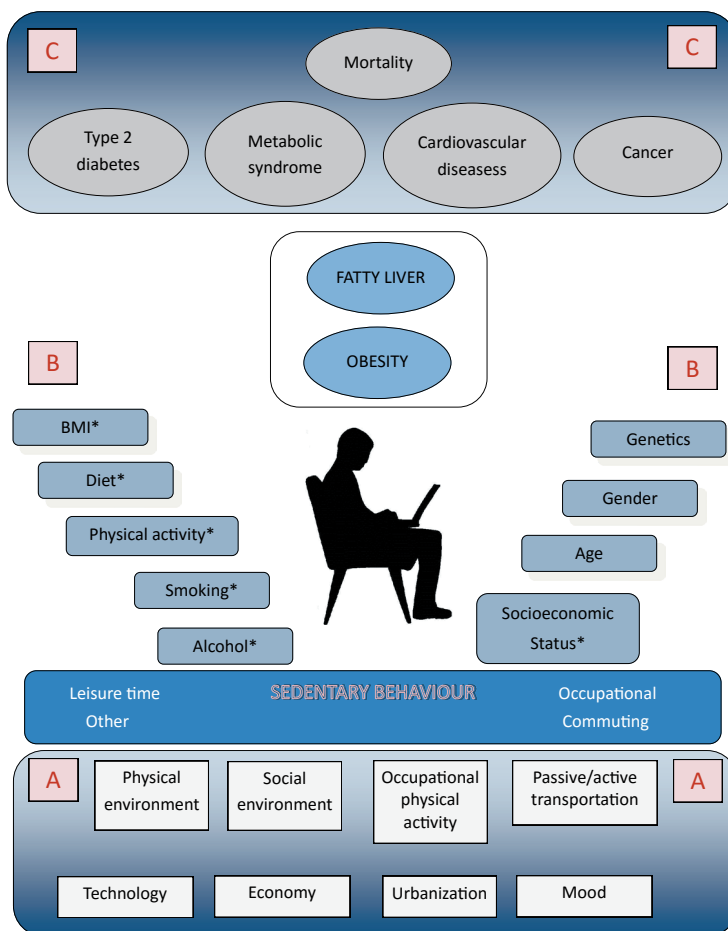 C
C
Mortality
Type 2
diabetes
Metabolic
syndrome
Cardiovascular
diseasess
Cancer
FATTY LIVER
OBESITY
B
B
BMI*
Diet*
Physical activity*
Smoking*
Alcohol*
Genetics
Gender
Age
Socioeconomic
Status*
Leisure time
Other
SEDENTARY BEHAVIOUR
Occupational
Commuting
A
A
Physical
environment
Social
environment
Occupational
physical
activity
Passive/active
transportation
Technology
Economy
Urbanization
Mood